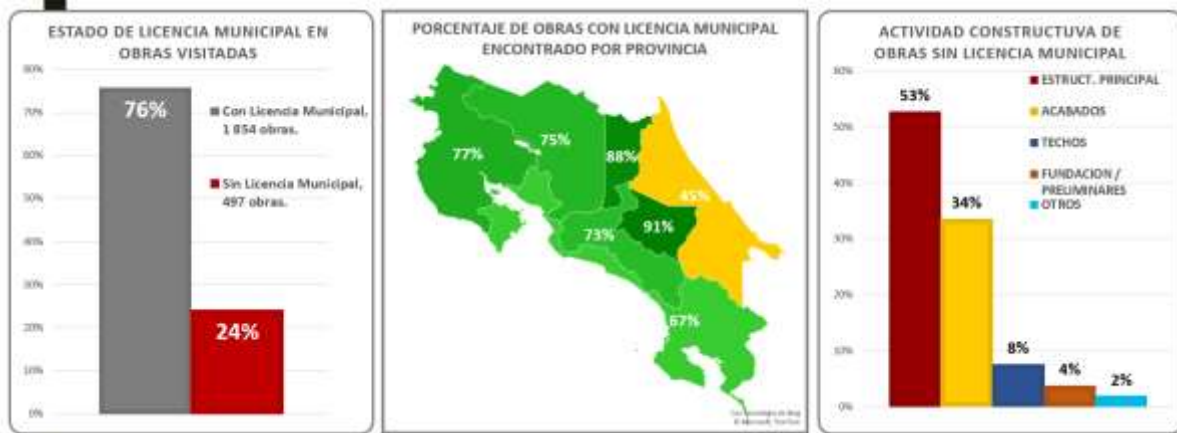 ESTADO DE LICENCIA MUNICIPAL EN
OBRAS VISITADAS
80%
70%
60%
50%
40%
30%
20%
10%
0%
76%
24%
Con Licencia Municipal,
1 854 obras.
Sin Licencia Municipal,
497 obras.
PORCENTAJE DE OBRAS CON LICENCIA MUNICIPAL
ENCONTRADO POR PROVINCIA
77%
75%
88%
45%
73%
91%
67%
ACTIVIDAD CONSTRUCTUVA DE
OBRAS SIN LICENCIA MUNICIPAL
60%
50%
40%
30%
20%
10%
0%
53%
34%
8%
4%
2%
ESTRUCT. PRINCIPAL
ACABADOS
TECHOS
FUNDACION /
PRELIMINARES
OTROS